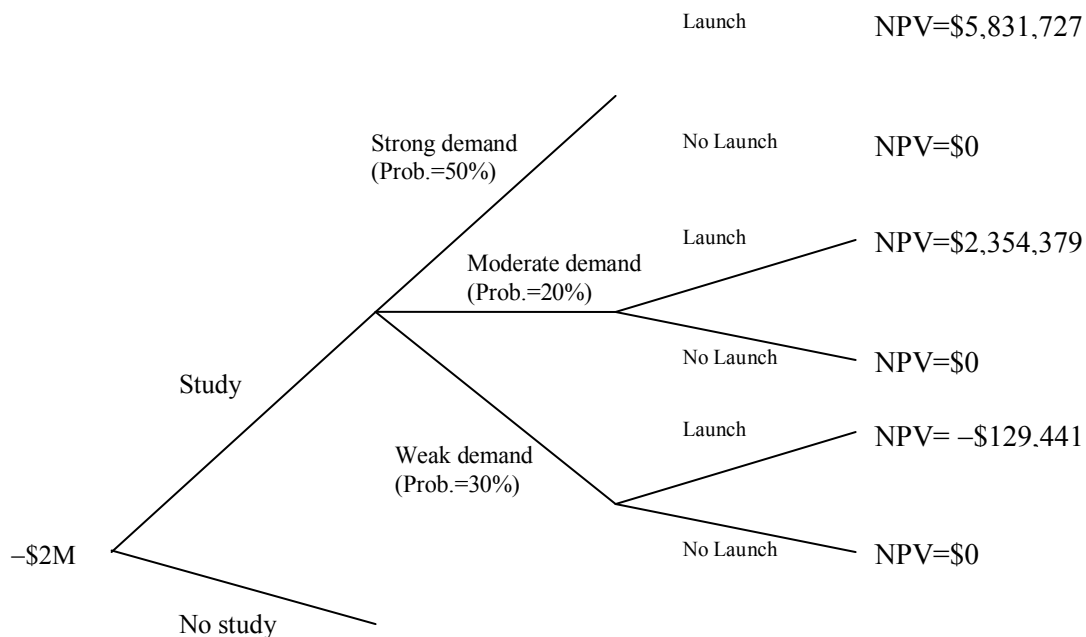 Launch NPV=$5,831,727
Strong demand
(Prob.=50%)
No Launch NPV=$0
Launch NPV=$2,354,379
Moderate demand
(Prob.=20%)
No Launch NPV=$0
Study
Launch NPV= –$129,441
Weak demand
(Prob.=30%)
–$2M
No Launch NPV=$0
No study